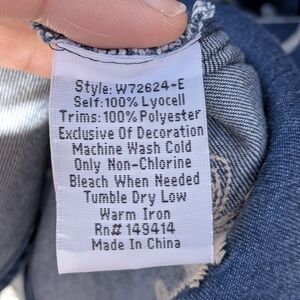 Style: W72624-E
Self: 100% Lyocell
Trims: 100% Polyester
Exclusive Of Decoration
Machine Wash Cold
Only Non-Chlorine
Bleach When Needed
Tumble Dry Low
Warm Iron
Rn# 149414
Made In China